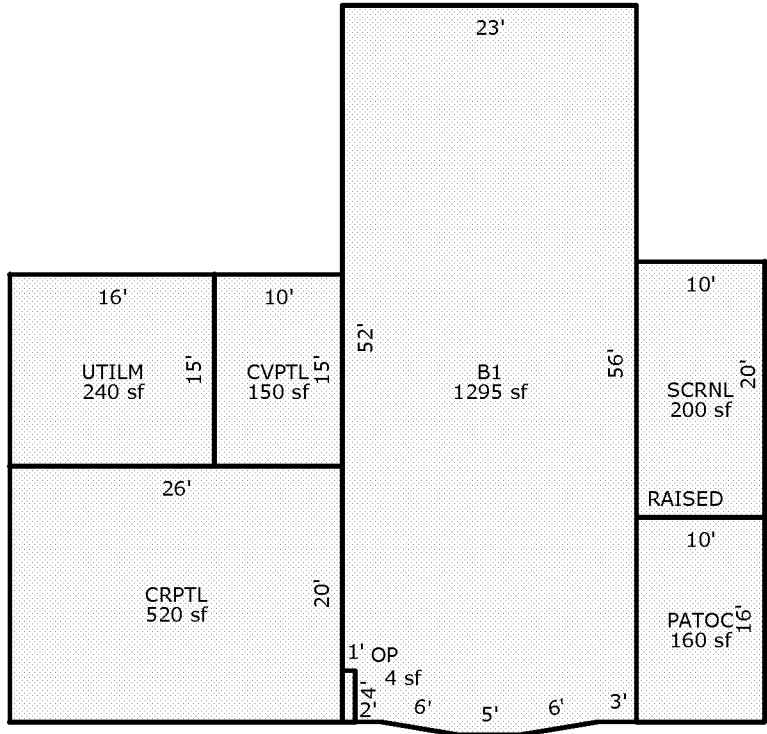 23'
16'
10'
10'
52'
56'
UTILM
240 sf
15'
CVPTL
150 sf
15'
B1
1295 sf
SCRNL
200 sf
20'
26'
RAISED
10'
CRPTL
520 sf
20'
PATOC
160 sf
16'
1'
OP
4 sf
4'
2'
6'
5'
6'
3'